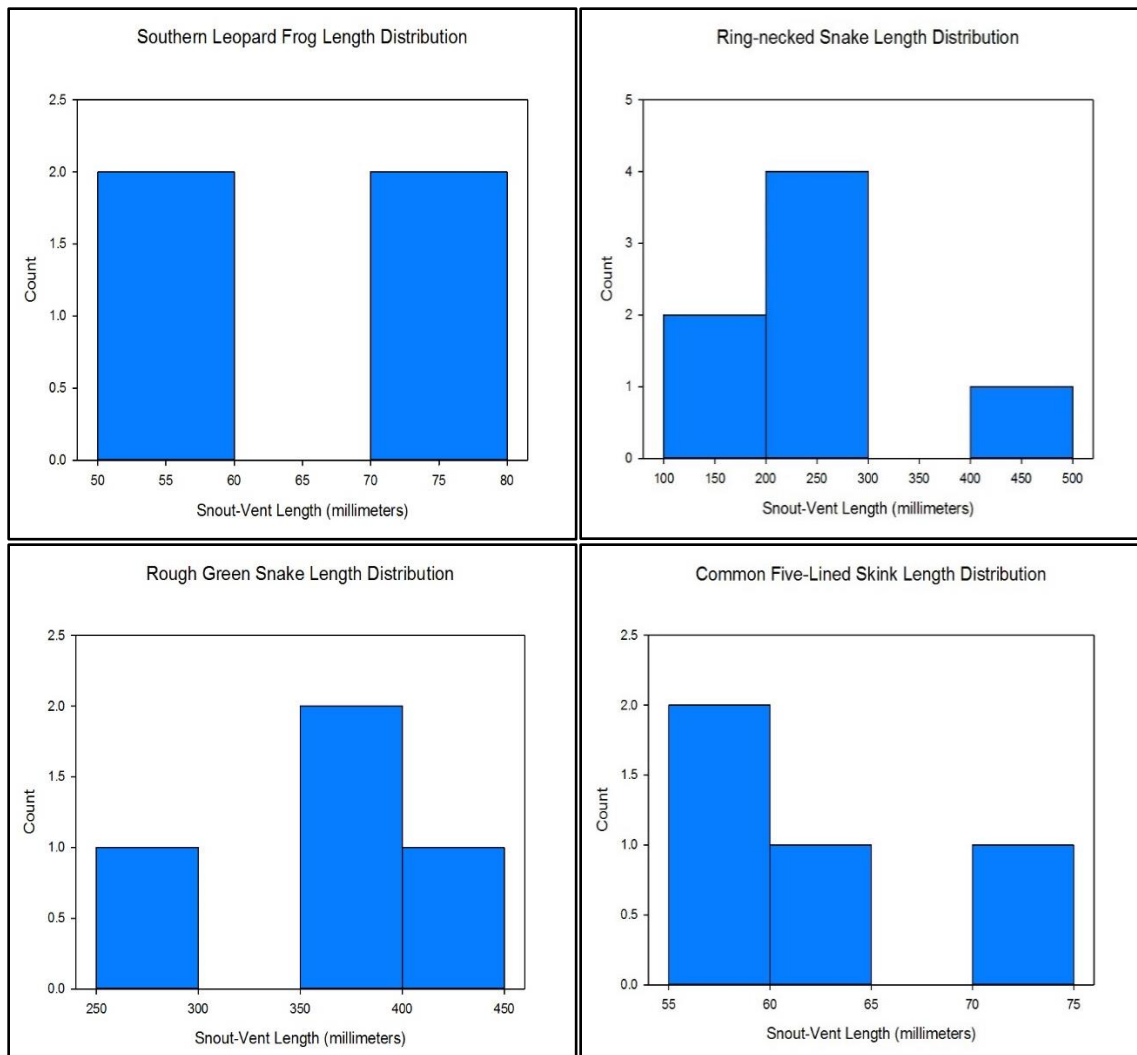 Southern Leopard Frog Length Distribution
2.5
2.0
1.5
1.0
0.5
0.0
Count
50 55 60 65 70 75 80
Snout-Vent Length (millimeters)
Ring-necked Snake Length Distribution
5
4
3
2
1
0
Count
100 150 200 250 300 350 400 450 500
Snout-Vent Length (millimeters)
Rough Green Snake Length Distribution
2.5
2.0
1.5
1.0
0.5
0.0
Count
250 300 350 400 450
Snout-Vent Length (millimeters)
Common Five-Lined Skink Length Distribution
2.5
2.0
1.5
1.0
0.5
0.0
Count
55 60 65 70 75
Snout-Vent Length (millimeters)